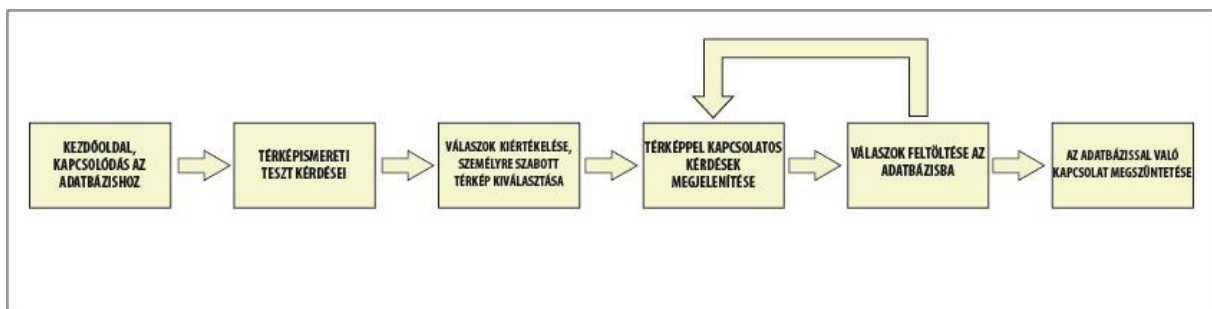 KEZDŐOLDAL,
KAPCSOLÓDÁS AZ
ADATBÁZISHOZ
TÉRKÉPISMERETI
TESZT KÉRDÉSEI
VÁLASZOK KIÉRTÉKELÉSE,
SZEMÉLYRE SZABOTT
TÉRKÉP KIVÁLASZTÁSA
TÉRKÉPPEL KAPCSOLATOS
KÉRDÉSEK
MEGJELENÍTÉSE
VÁLASZOK FELTÖLTÉSE AZ
ADATBÁZISBA
AZ ADATBÁZISSAL VALÓ
KAPCSOLAT MEGSZÜNTETÉSE